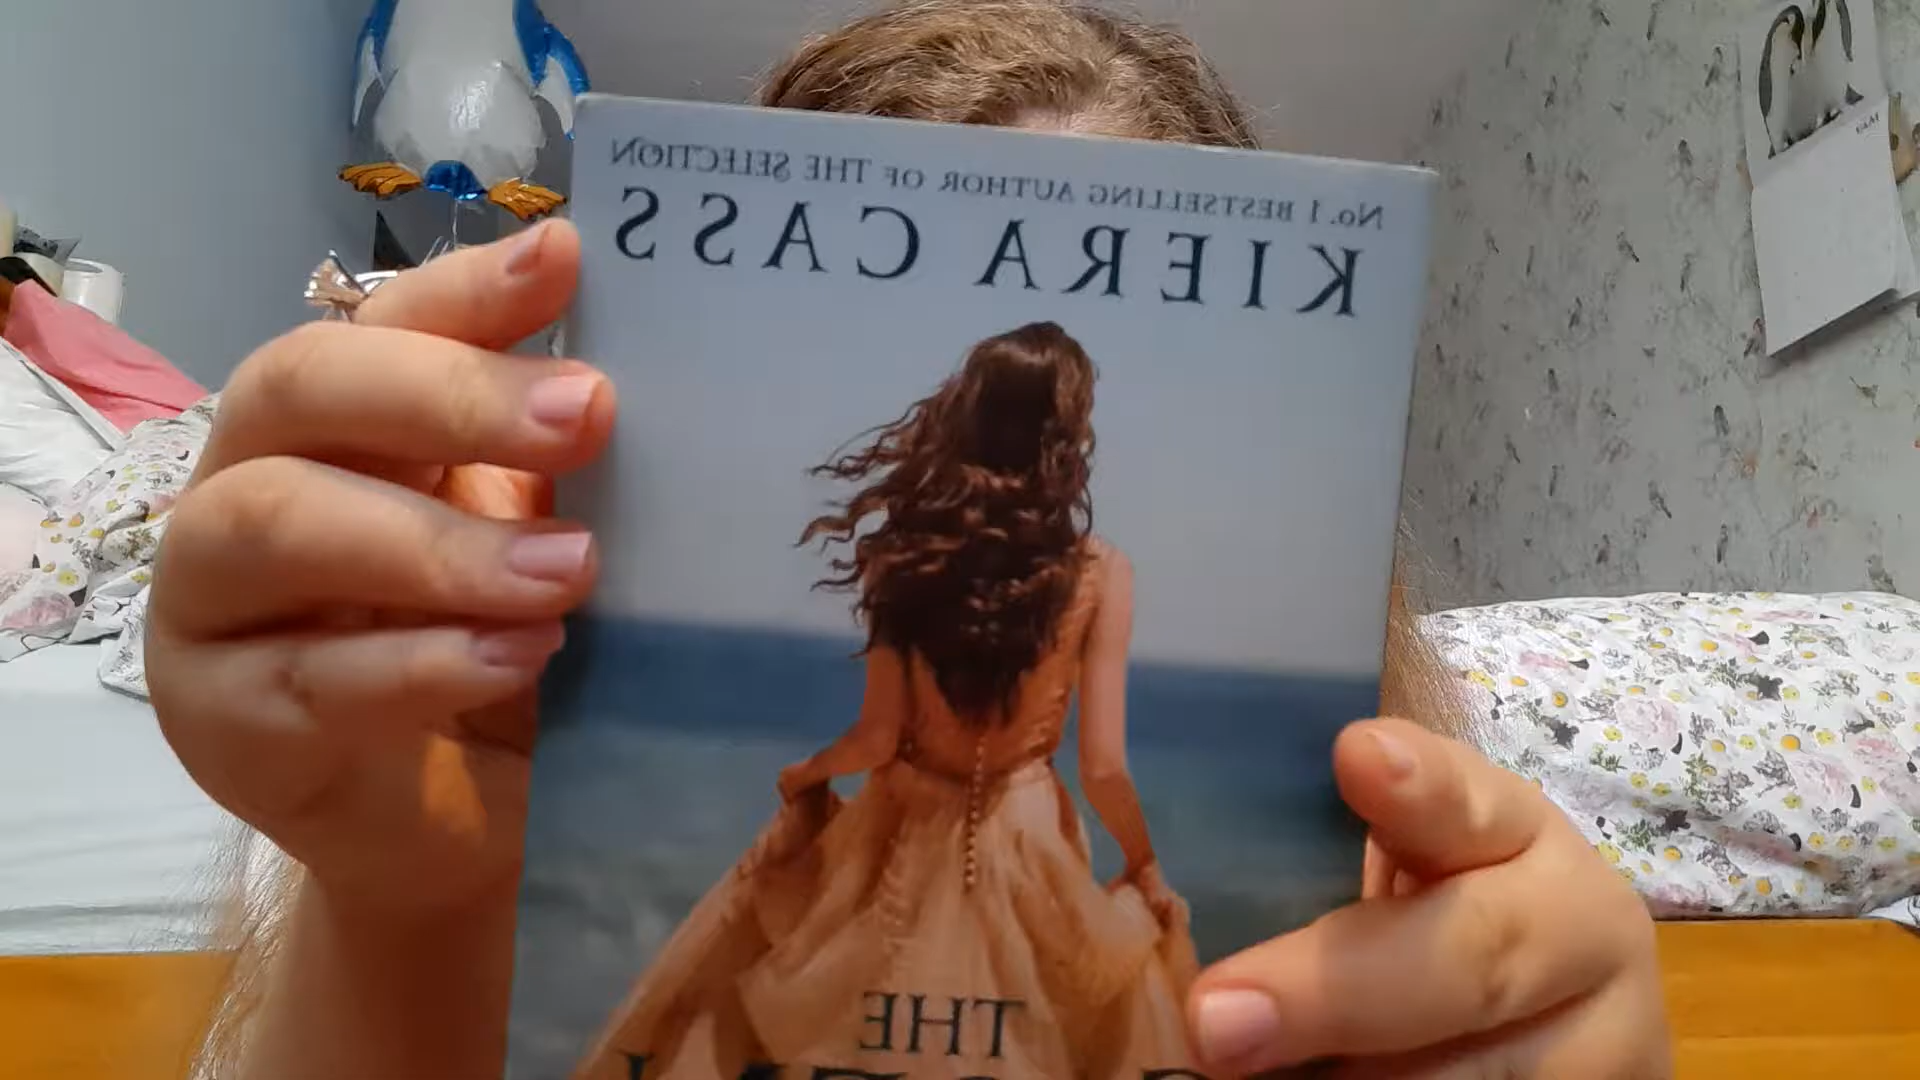 No.1 BESTSELLING AUTHOR OF THE SELECTION
KIERA CASS
THE